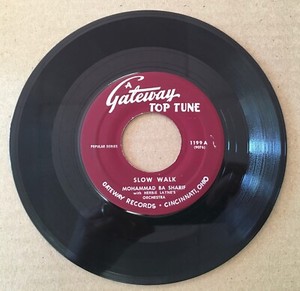 A
Gateway
TOP TUNE
POPULAR SERIES
1199 A
SLOW WALK
MOHAMMAD BA SHARIF
with HERBIE LAYNE'S
ORCHESTRA
GATEWAY RECORDS • CINCINNATI, OHIO